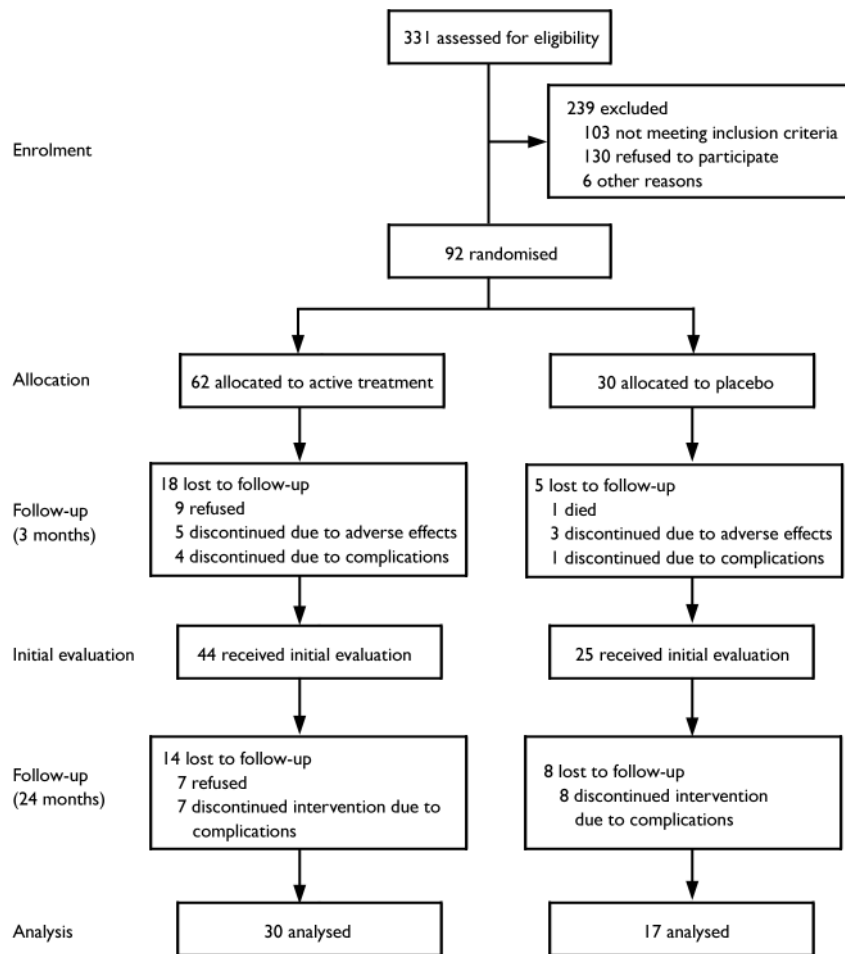 331 assessed for eligibility
239 excluded
103 not meeting inclusion criteria
130 refused to participate
6 other reasons
Enrolment
92 randomised
Allocation
62 allocated to active treatment
30 allocated to placebo
Follow-up
(3 months)
18 lost to follow-up
9 refused
5 discontinued due to adverse effects
4 discontinued due to complications
5 lost to follow-up
1 died
3 discontinued due to adverse effects
1 discontinued due to complications
Initial evaluation
44 received initial evaluation
25 received initial evaluation
Follow-up
(24 months)
14 lost to follow-up
7 refused
7 discontinued intervention due to
complications
8 lost to follow-up
8 discontinued intervention
due to complications
Analysis
30 analysed
17 analysed